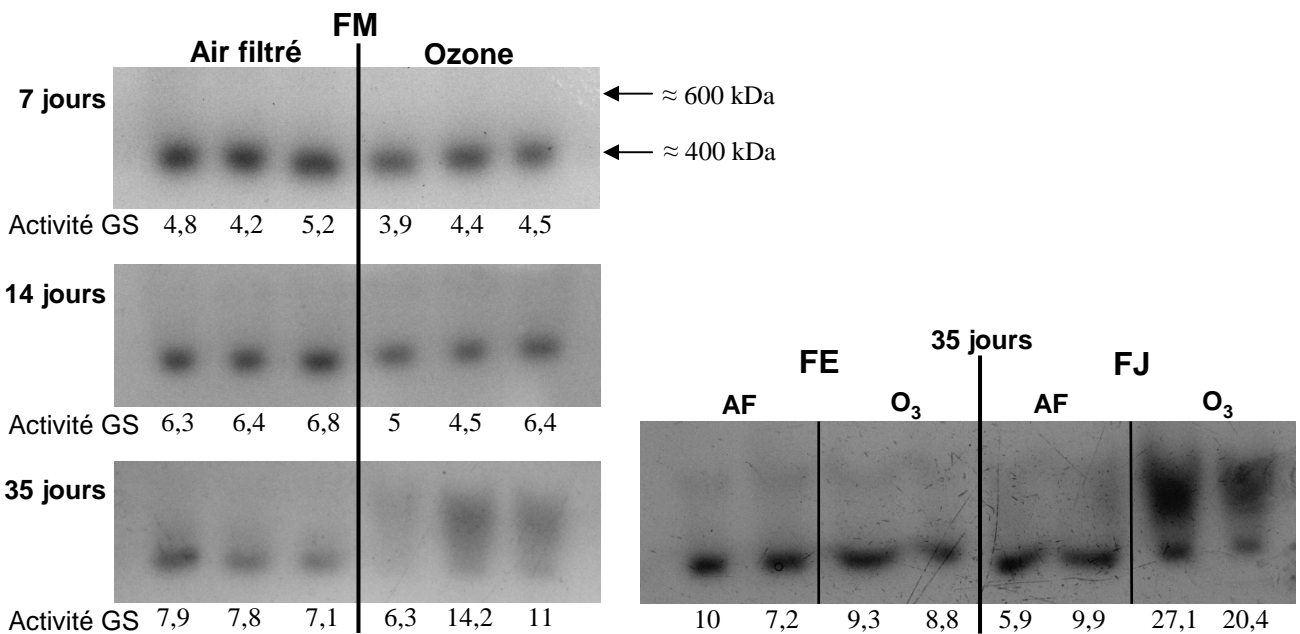 FM
Air filtré Ozone
7 jours
≈ 600 kDa
≈ 400 kDa
Activité GS 4,8 4,2 5,2 3,9 4,4 4,5
14 jours
Activité GS 6,3 6,4 6,8 5 4,5 6,4
35 jours
Activité GS 7,9 7,8 7,1 6,3 14,2 11
35 jours
FE FJ
AF O₃ AF O₃
10 7,2 9,3 8,8 5,9 9,9 27,1 20,4